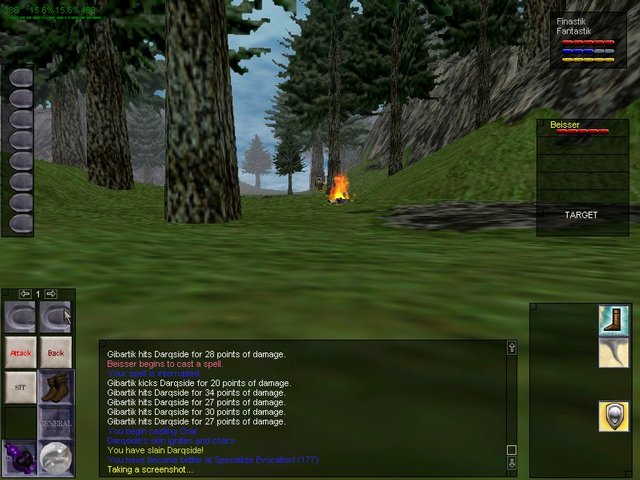 Finastik
Fantastik
Beisser
TARGET
1
Attack
Back
SIT
GENERAL
Gibartik hits Darqside for 28 points of damage.
Beisser begins to cast a spell.
Your spell is interrupted.
Gibartik kicks Darqside for 20 points of damage.
Gibartik hits Darqside for 34 points of damage.
Gibartik hits Darqside for 27 points of damage.
Gibartik hits Darqside for 30 points of damage.
Gibartik hits Darqside for 27 points of damage.
You begin casting Char.
Darqside's skin ignites and chars.
You have slain Darqside!
You have become better at Specialize Evocation! (177)
Taking a screenshot...